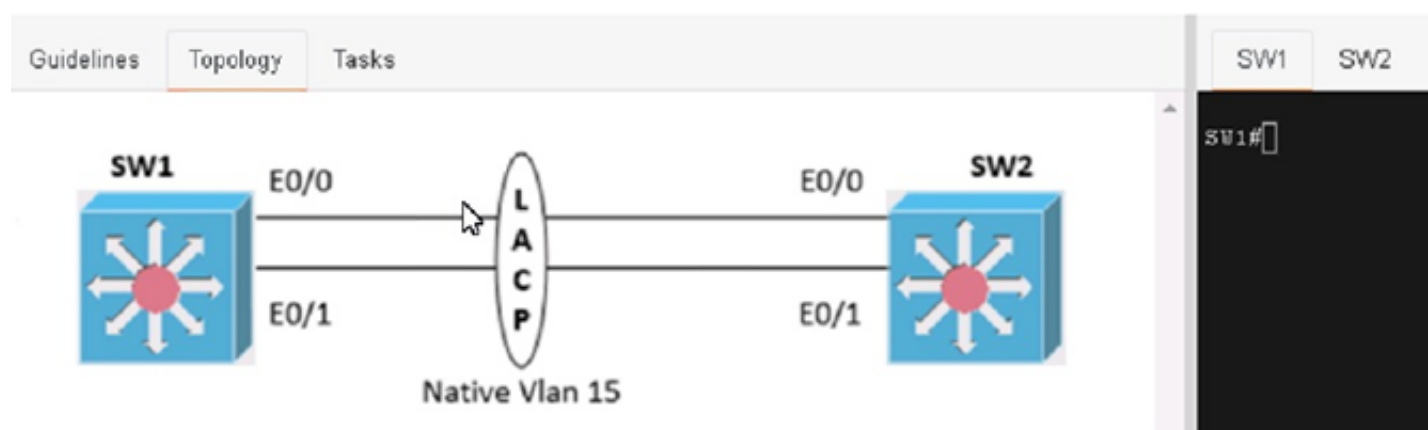 Guidelines Topology Tasks
SW1 SW2
SW1#
SW1
SW2
E0/0
E0/0
L
A
C
P
E0/1
E0/1
Native Vlan 15